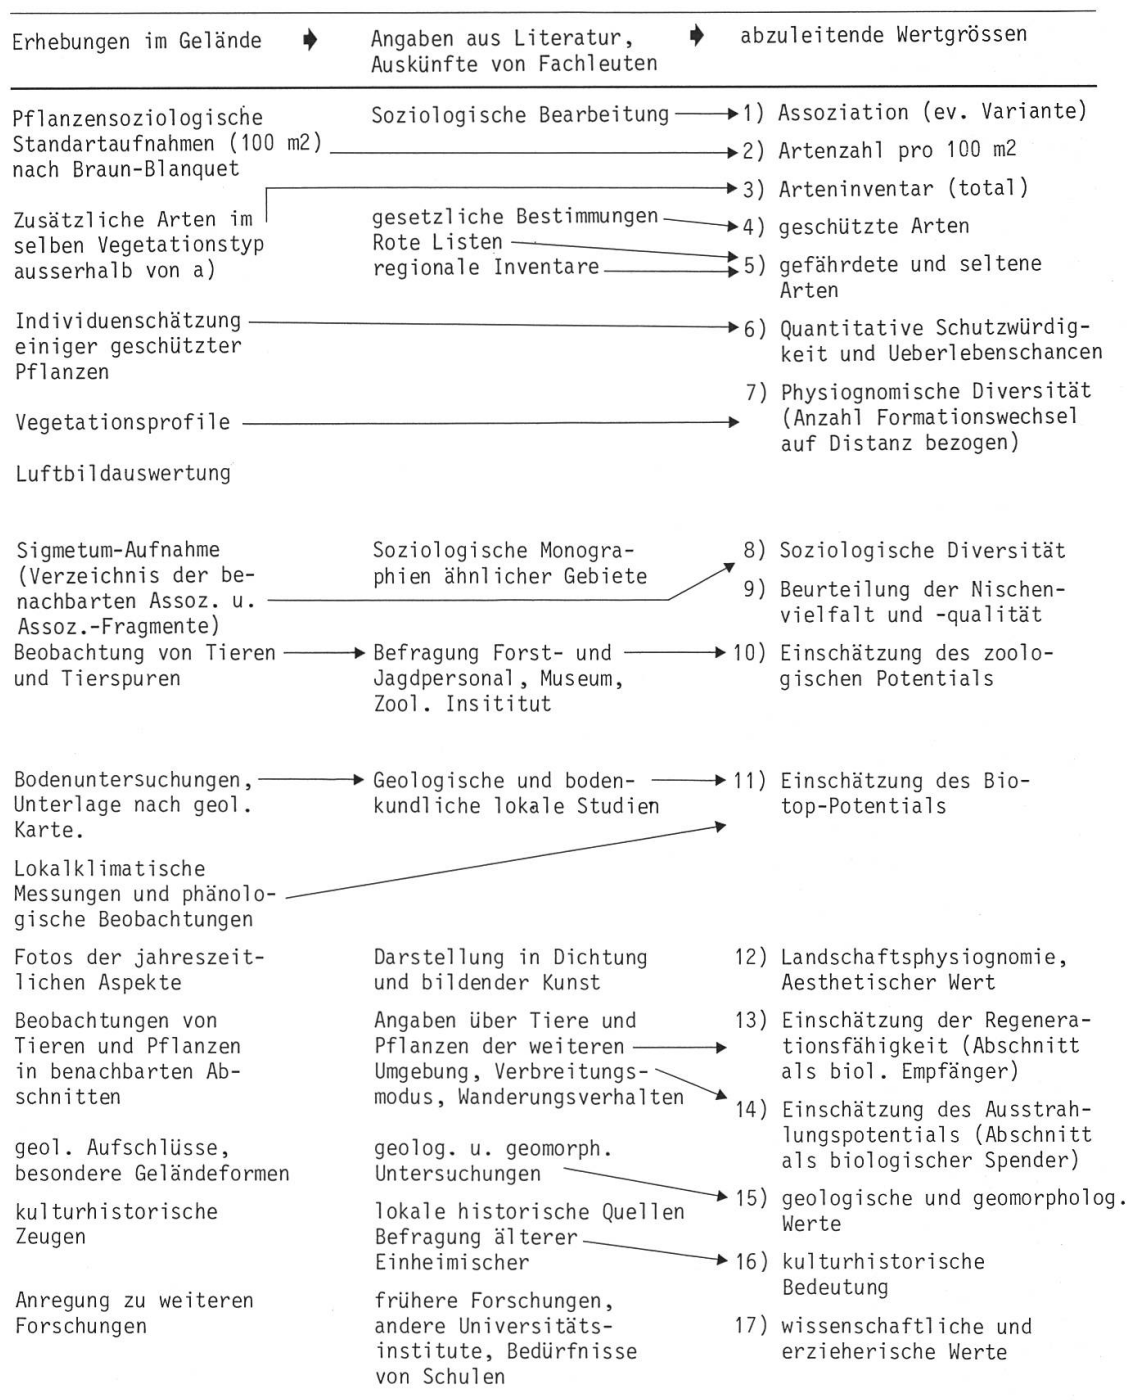 Erhebungen im Gelände → Angaben aus Literatur, → abzuleitende Wertgrössen
Auskünfte von Fachleuten
Pflanzensoziologische
Standartaufnahmen (100 m2)
nach Braun-Blanquet
Soziologische Bearbeitung
1) Assoziation (ev. Variante)
2) Artenzahl pro 100 m2
3) Arteninventar (total)
Zusätzliche Arten im
selben Vegetationstyp
ausserhalb von a)
gesetzliche Bestimmungen
Rote Listen
regionale Inventare
4) geschützte Arten
5) gefährdete und seltene
Arten
Individuenschätzung
einiger geschützter
Pflanzen
6) Quantitative Schutzwürdig-
keit und Ueberlebenschancen
Vegetationsprofile
7) Physiognomische Diversität
(Anzahl Formationswechsel
auf Distanz bezogen)
Luftbildauswertung
Sigmetum-Aufnahme
(Verzeichnis der be-
nachbarten Assoz. u.
Assoz.-Fragmente)
Soziologische Monogra-
phien ähnlicher Gebiete
8) Soziologische Diversität
9) Beurteilung der Nischen-
vielfalt und -qualität
Beobachtung von Tieren
und Tierspuren
Befragung Forst- und
Jagdpersonal, Museum,
Zool. Insititut
10) Einschätzung des zoolo-
gischen Potentials
Bodenuntersuchungen,
Unterlage nach geol.
Karte.
Geologische und boden-
kundliche lokale Studien
11) Einschätzung des Bio-
top-Potentials
Lokalklimatische
Messungen und phänolo-
gische Beobachtungen
Fotos der jahreszeit-
lichen Aspekte
Darstellung in Dichtung
und bildender Kunst
12) Landschaftsphysiognomie,
Aesthetischer Wert
Beobachtungen von
Tieren und Pflanzen
in benachbarten Ab-
schnitten
Angaben über Tiere und
Pflanzen der weiteren
Umgebung, Verbreitungs-
modus, Wanderungsverhalten
13) Einschätzung der Regenera-
tionsfähigkeit (Abschnitt
als biol. Empfänger)
14) Einschätzung des Ausstrah-
lungspotentials (Abschnitt
als biologischer Spender)
geol. Aufschlüsse,
besondere Geländeformen
geolog. u. geomorph.
Untersuchungen
15) geologische und geomorpholog.
Werte
kulturhistorische
Zeugen
lokale historische Quellen
Befragung älterer
Einheimischer
16) kulturhistorische
Bedeutung
Anregung zu weiteren
Forschungen
frühere Forschungen,
andere Universitäts-
institute, Bedürfnisse
von Schulen
17) wissenschaftliche und
erzieherische Werte